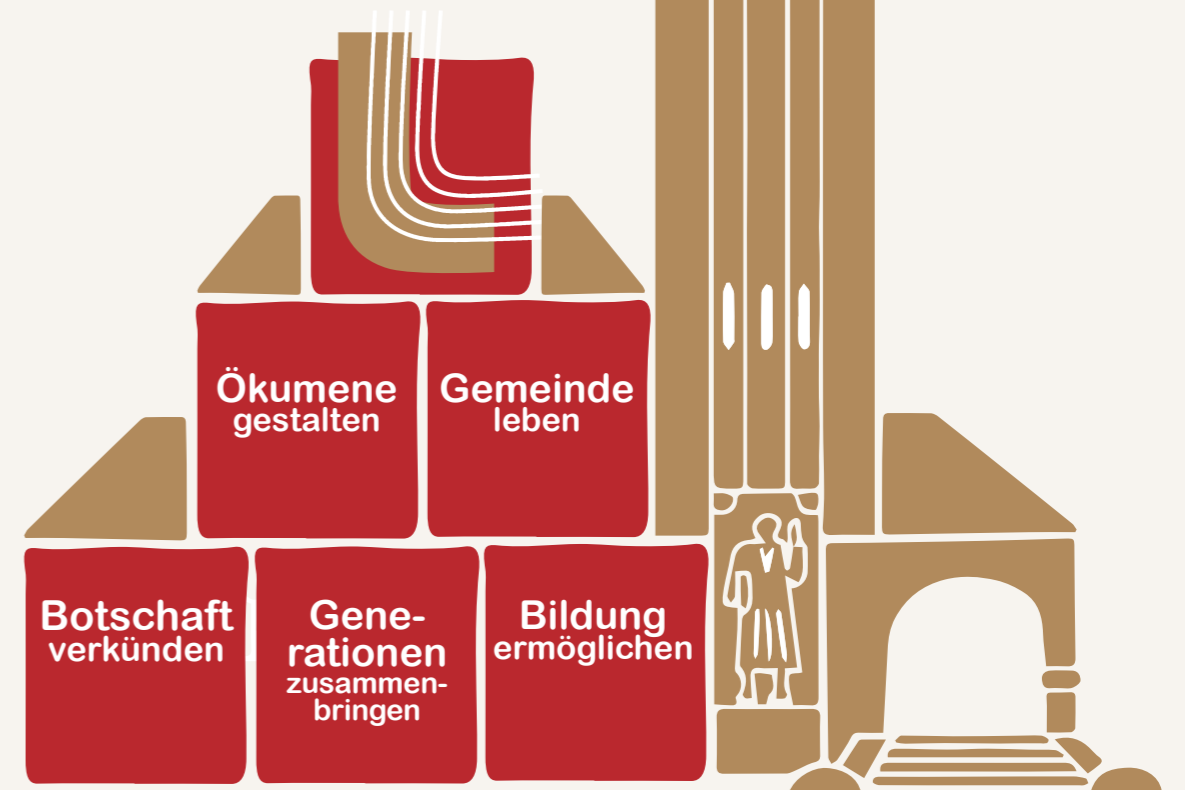 Ökumene
gestalten
Gemeinde
leben
Botschaft
verkünden
Gene-
rationen
zusammen-
bringen
Bildung
ermöglichen